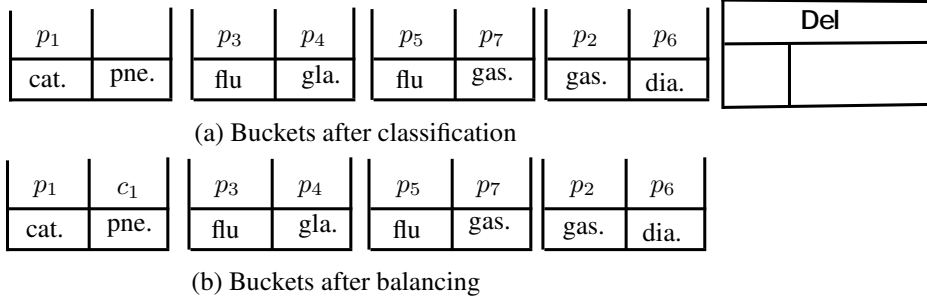 p1 p3 p4 p5 p7 p2 p6 Del
cat. pne. flu gla. flu gas. gas. dia.
(a) Buckets after classification
p1 c1 p3 p4 p5 p7 p2 p6
cat. pne. flu gla. flu gas. gas. dia.
(b) Buckets after balancing